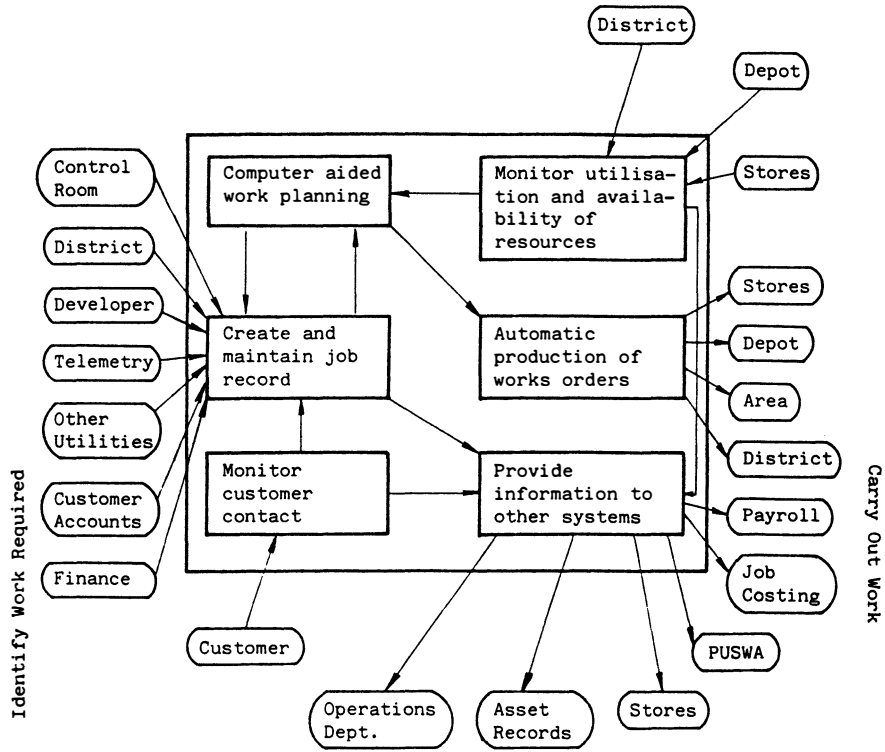 District
Depot
Stores
Control
Room
District
Developer
Telemetry
Other
Utilities
Customer
Accounts
Finance
Customer
Computer aided
work planning
Monitor utilisa-
tion and availa-
bility of
resources
Create and
maintain job
record
Automatic
production of
works orders
Monitor
customer
contact
Provide
information to
other systems
Stores
Depot
Area
District
Payroll
Job
Costing
PUSWA
Stores
Asset
Records
Operations
Dept.
Identify Work Required
Carry Out Work